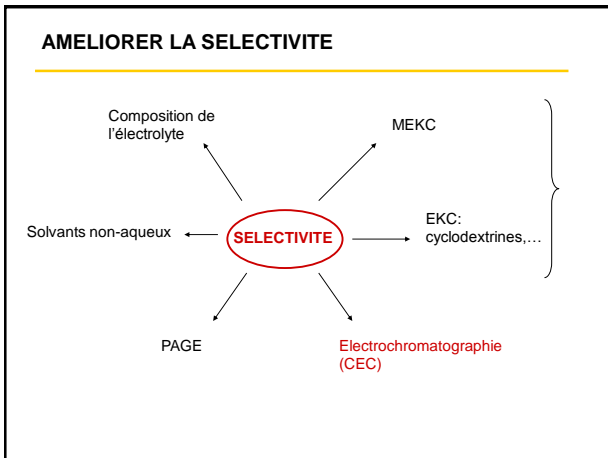 AMELIORER LA SELECTIVITE
Composition de
l'électrolyte
MEKC
Solvants non-aqueux
SELECTIVITE
EKC:
cyclodextrines,…
PAGE
Electrochromatographie
(CEC)